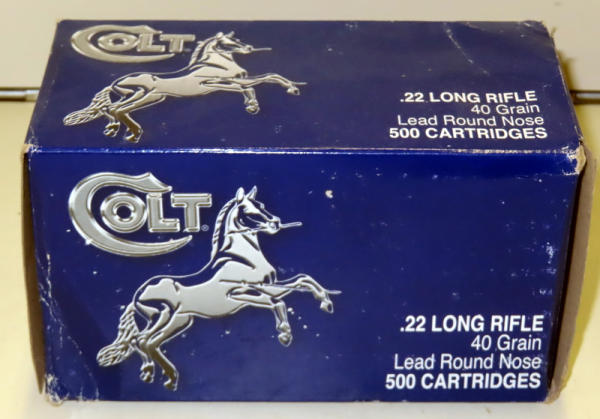 COLT
.22 LONG RIFLE
40 Grain
Lead Round Nose
500 CARTRIDGES
COLT®
.22 LONG RIFLE
40 Grain
Lead Round Nose
500 CARTRIDGES